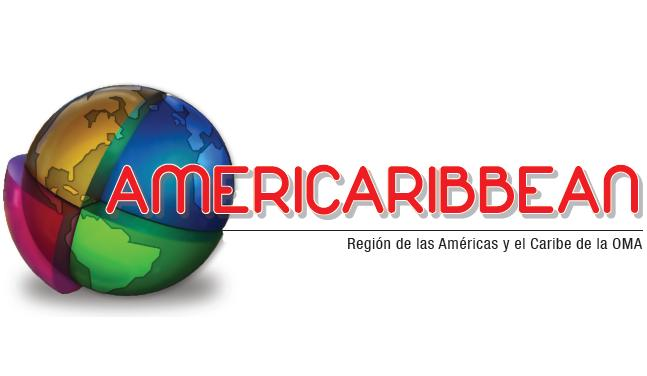 AMERICARIBBEAN
Región de las Américas y el Caribe de la OMA